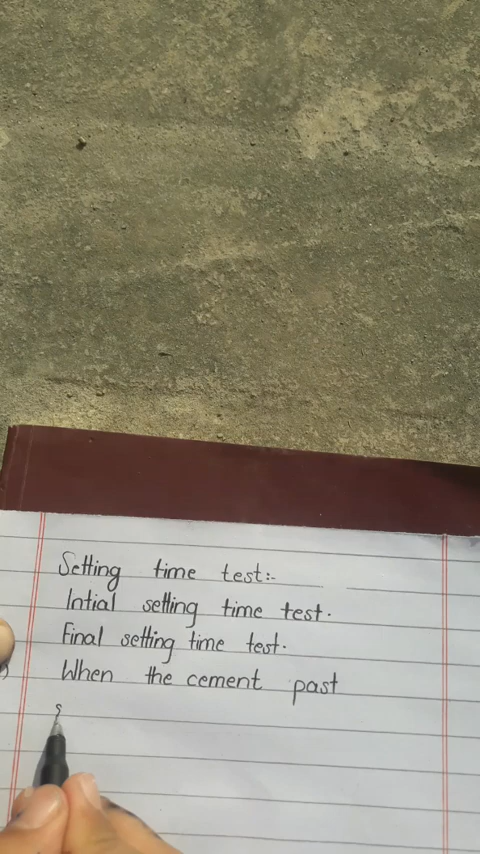 Setting time test:-
Intial setting time test.
Final setting time test.
When the cement past
s